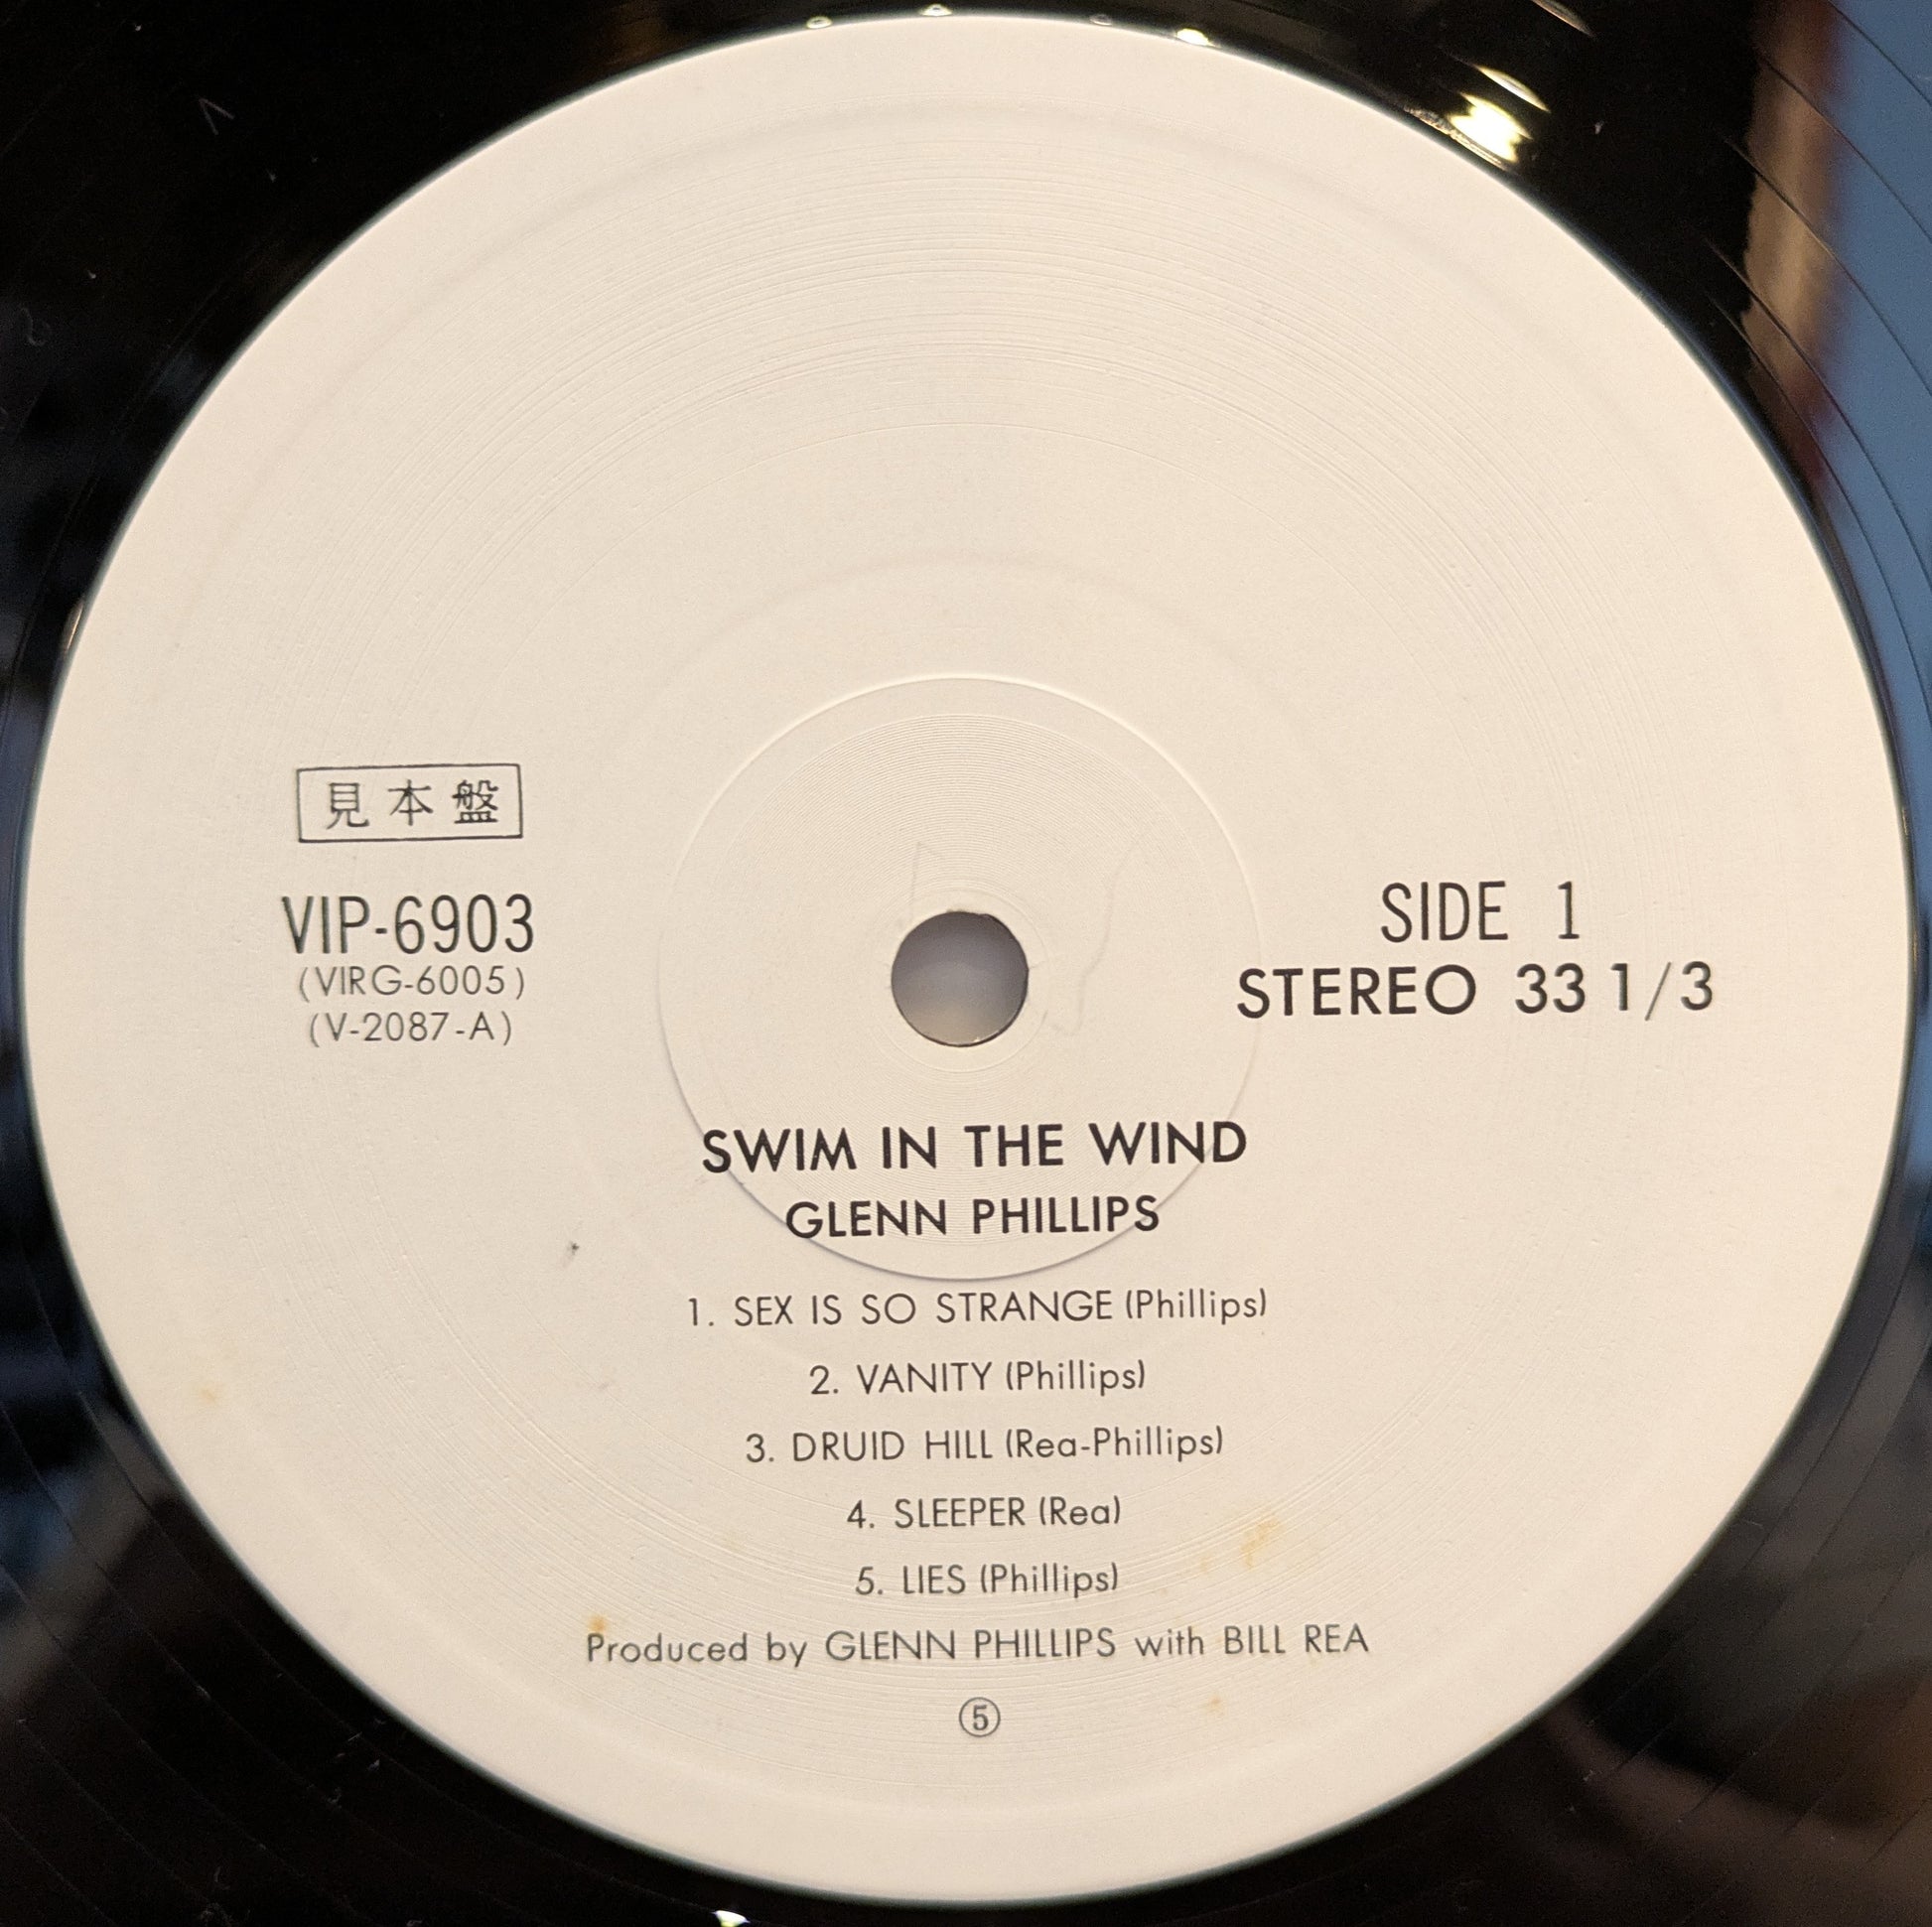 見本盤
VIP-6903
(VIRG-6005)
(V-2087-A)
SIDE 1
STEREO 33 1/3
SWIM IN THE WIND
GLENN PHILLIPS
1. SEX IS SO STRANGE (Phillips)
2. VANITY (Phillips)
3. DRUID HILL (Rea-Phillips)
4. SLEEPER (Rea)
5. LIES (Phillips)
Produced by GLENN PHILLIPS with BILL REA
⑤